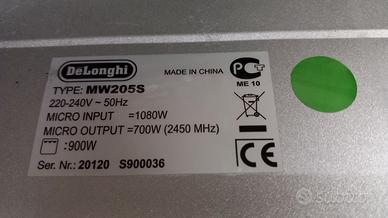 DeLonghi
MADE IN CHINA
ME 10
TYPE: MW205S
220-240V ~ 50Hz
MICRO INPUT =1080W
MICRO OUTPUT =700W (2450 MHz)
:900W
CE
Ser. Nr.: 20120 S900036
subito